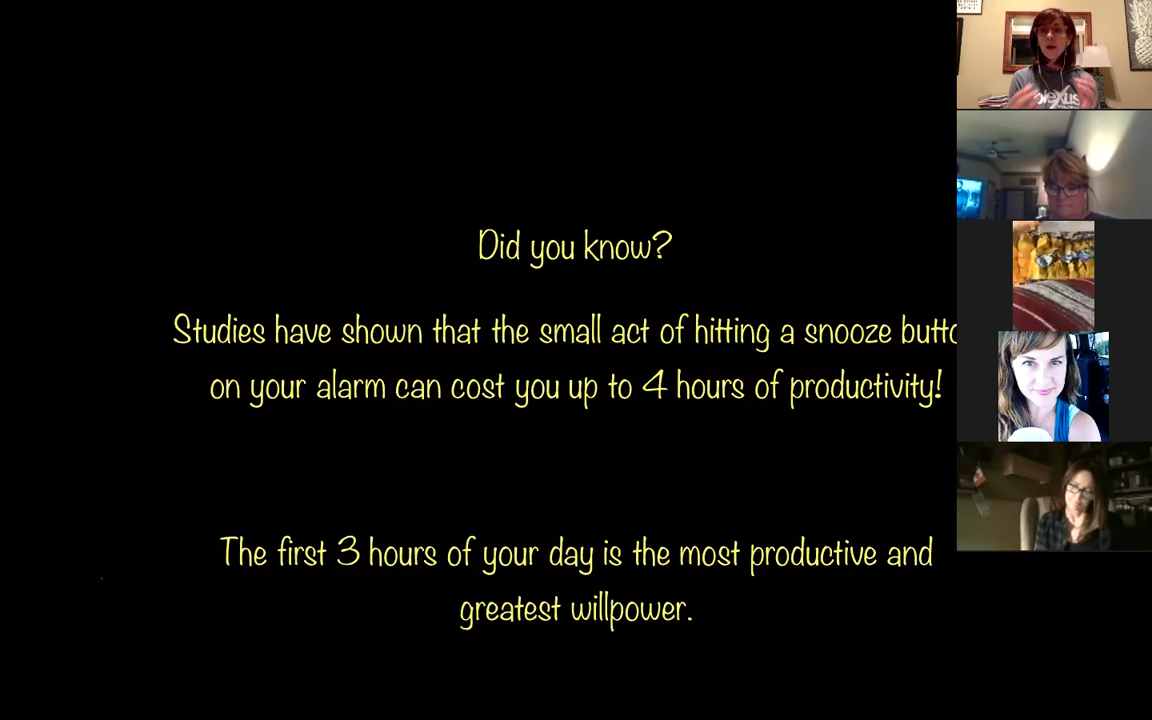 Did you know?
Studies have shown that the small act of hitting a snooze butto
on your alarm can cost you up to 4 hours of productivity!
The first 3 hours of your day is the most productive and
greatest willpower.
plexus